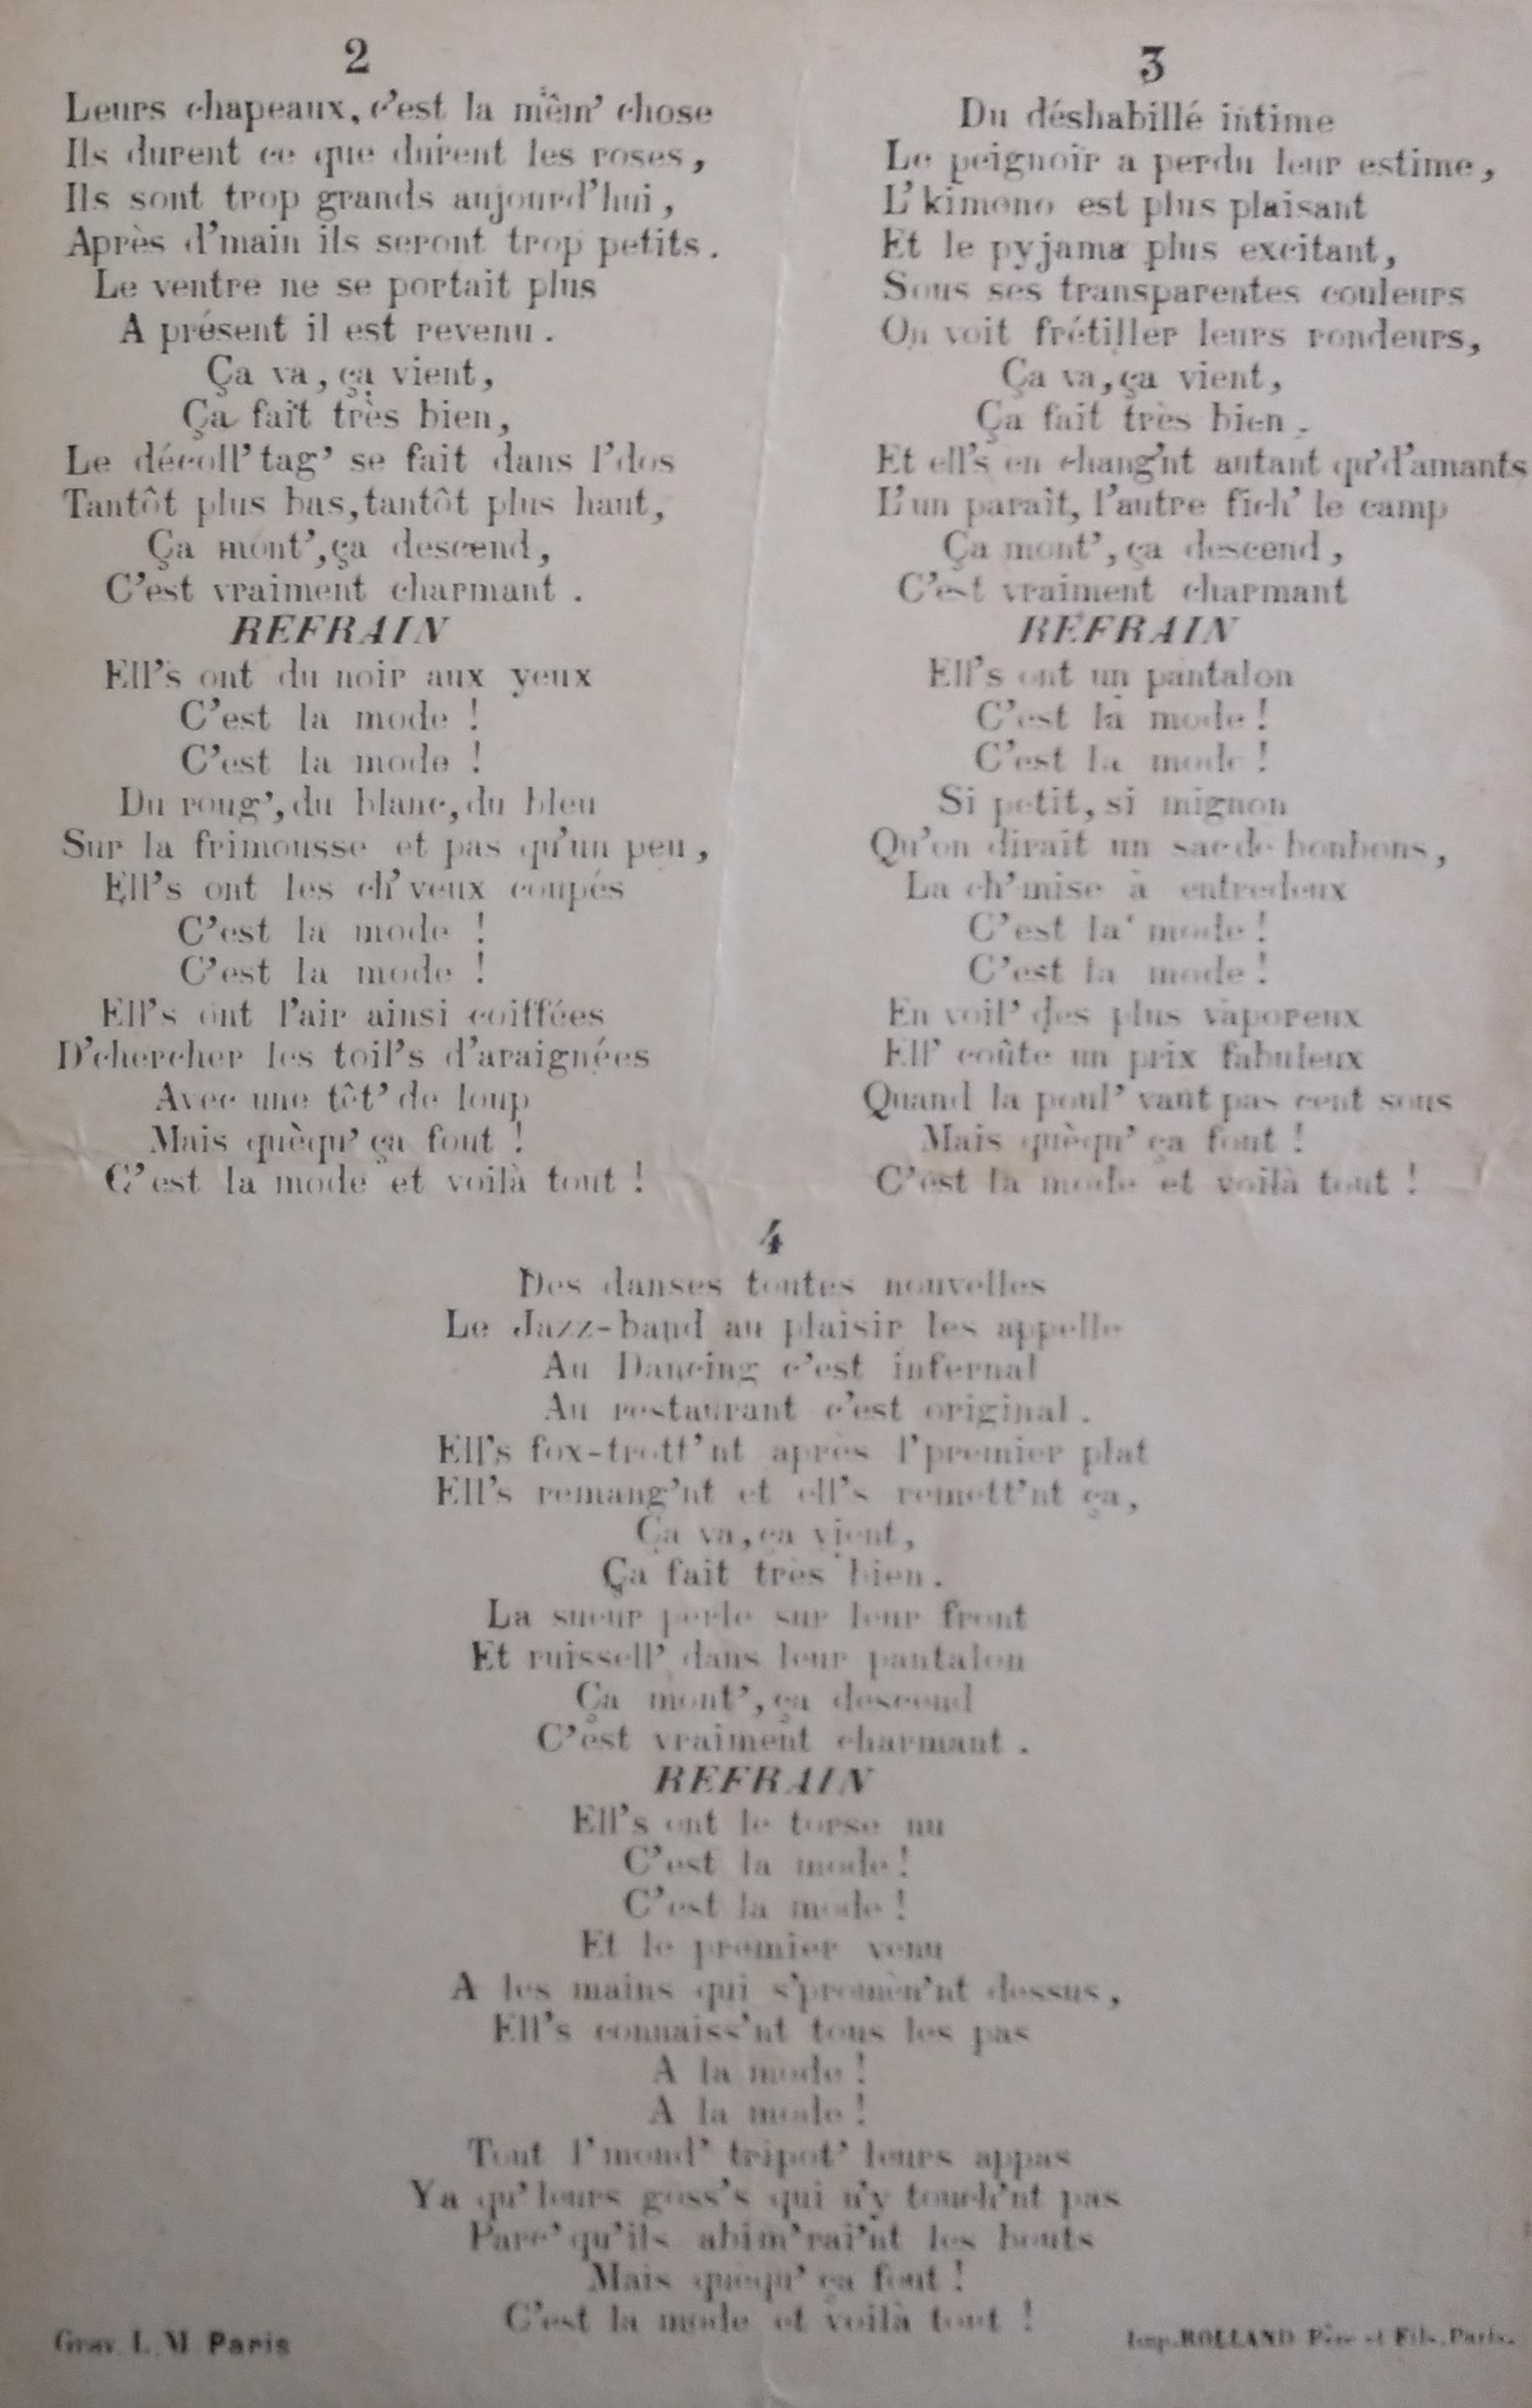 2
Leurs chapeaux, c'est la mêm' chose
Ils durent ce que durent les roses,
Ils sont trop grands aujourd'hui,
Après d'main ils seront trop petits.
Le ventre ne se portait plus
A présent il est revenu.
Ça va, ça vient,
Ça fait très bien,
Le décoll'tag' se fait dans l'dos
Tantôt plus bas, tantôt plus haut,
Ça mont', ça descend,
C'est vraiment charmant.
REFRAIN
Ell's ont du noir aux yeux
C'est la mode !
C'est la mode !
Du roug', du blanc, du bleu
Sur la frimousse et pas qu'un peu,
Ell's ont les ch'veux coupés
C'est la mode !
C'est la mode !
Ell's ont l'air ainsi coiffées
D'chercher les toil's d'araignées
Avec une têt' de loup
Mais quèqu' ça fout !
C'est la mode et voilà tout !
3
Du déshabillé intime
Le peignoir a perdu leur estime,
L'kimono est plus plaisant
Et le pyjama plus excitant,
Sous ses transparentes couleurs
On voit frétiller leurs rondeurs,
Ça va, ça vient,
Ça fait très bien.
Et ell's en chang'nt autant qu'd'amants
L'un parait, l'autre fich' le camp
Ça mont', ça descend,
C'est vraiment charmant
REFRAIN
Ell's ont un pantalon
C'est la mode !
C'est la mode !
Si petit, si mignon
Qu'on dirait un sac de bonbons,
La ch'mise à entredeux
C'est la mode !
C'est la mode !
En voil' des plus vaporeux
Ell' coûte un prix fabuleux
Quand la poul' vaut pas cent sous
Mais quèqu' ça fout !
C'est la mode et voilà tout !
4
Des danses toutes nouvelles
Le Jazz-band au plaisir les appelle
Au Dancing c'est infernal
Au restaurant c'est original.
Ell's fox-trott'nt après l'premier plat
Ell's remang'nt et ell's remett'nt ça,
Ça va, ça vient,
Ça fait très bien.
La sueur perle sur leur front
Et ruissell' dans leur pantalon
Ça mont', ça descend
C'est vraiment charmant.
REFRAIN
Ell's ont le torse nu
C'est la mode !
C'est la mode !
Et le premier venu
A les mains qui s'promèn'nt dessus,
Ell's connaiss'nt tous les pas
A la mode !
A la mode !
Tout l'mond' tripot' leurs appas
Ya qu'leurs goss's qui n'y touch'nt pas
Parc'qu'ils abim'rai'nt les bouts
Mais quèqu' ça fout !
C'est la mode et voilà tout !
Grav. L. M Paris
Imp. ROLLAND Père et Fils. Paris.